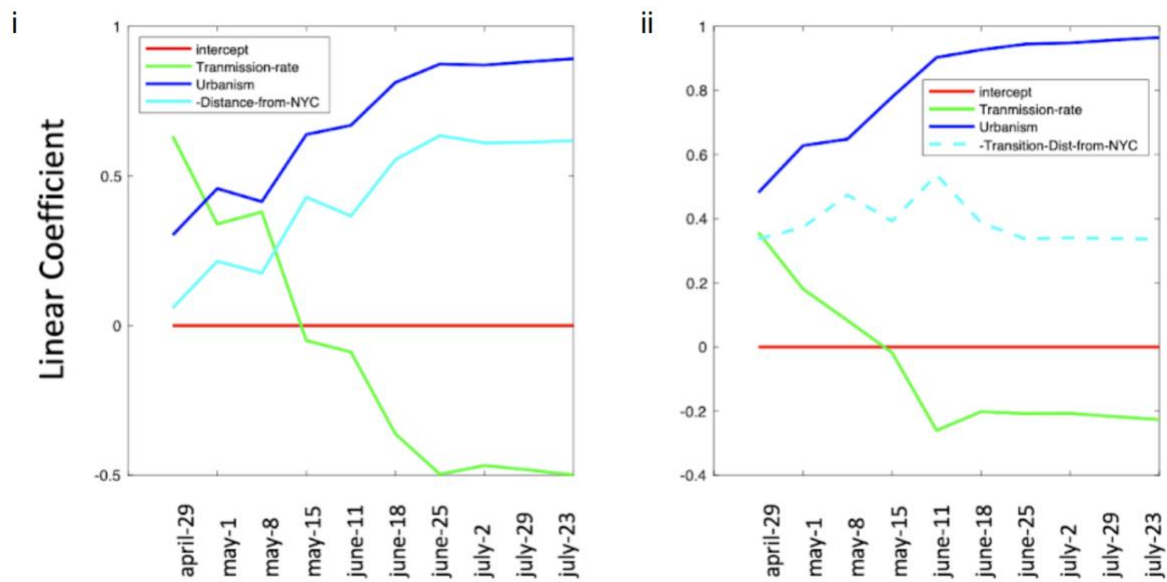 i
1
0.5
0
-0.5
Linear Coefficient
intercept
Tranmission-rate
Urbanism
-Distance-from-NYC
april-29
may-1
may-8
may-15
june-11
june-18
june-25
july-2
july-29
july-23
ii
1
0.8
0.6
0.4
0.2
0
-0.2
-0.4
intercept
Tranmission-rate
Urbanism
-Transition-Dist-from-NYC
april-29
may-1
may-8
may-15
june-11
june-18
june-25
july-2
july-29
july-23